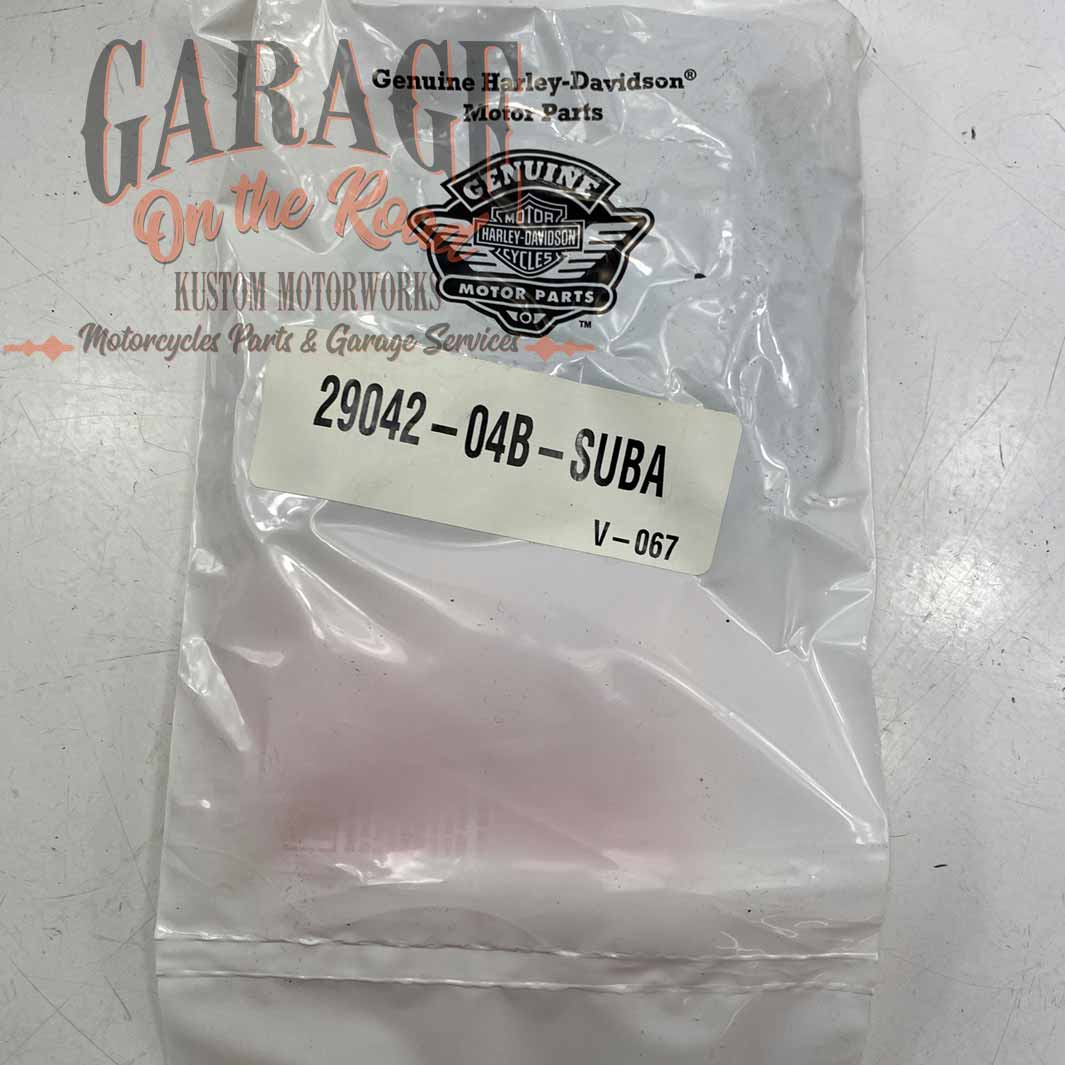 Genuine Harley-Davidson®
Motor Parts
GARAGE
On the Road
KUSTOM MOTORWORKS
Motorcycles Parts & Garage Services
GENUINE
MOTOR
HARLEY-DAVIDSON
CYCLES
MOTOR PARTS
™
29042-04B-SUBA
V-067